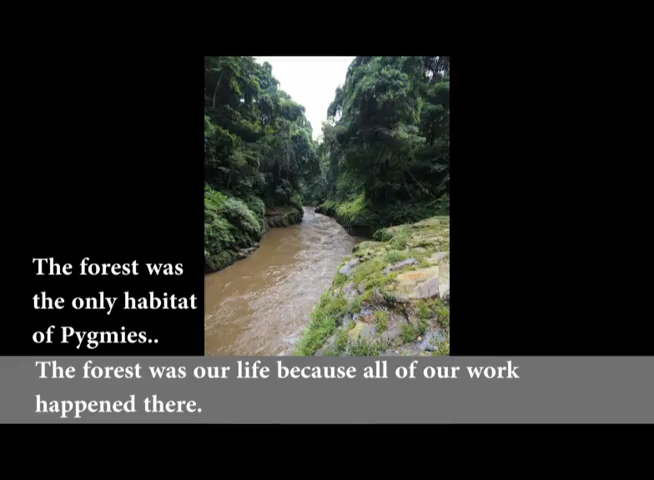 The forest was
the only habitat
of Pygmies..
The forest was our life because all of our work
happened there.